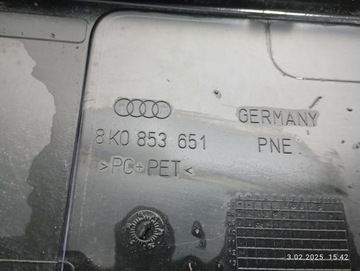 GERMANY
8K0 853 651 PNE
>PC+PET<
3.02.2025 15:42